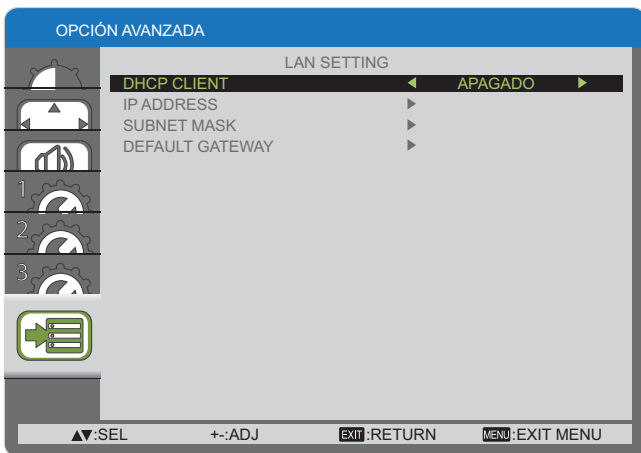 OPCIÓN AVANZADA
LAN SETTING
DHCP CLIENT APAGADO
IP ADDRESS
SUBNET MASK
DEFAULT GATEWAY
1
2
3
:SEL +-:ADJ EXIT:RETURN MENU:EXIT MENU